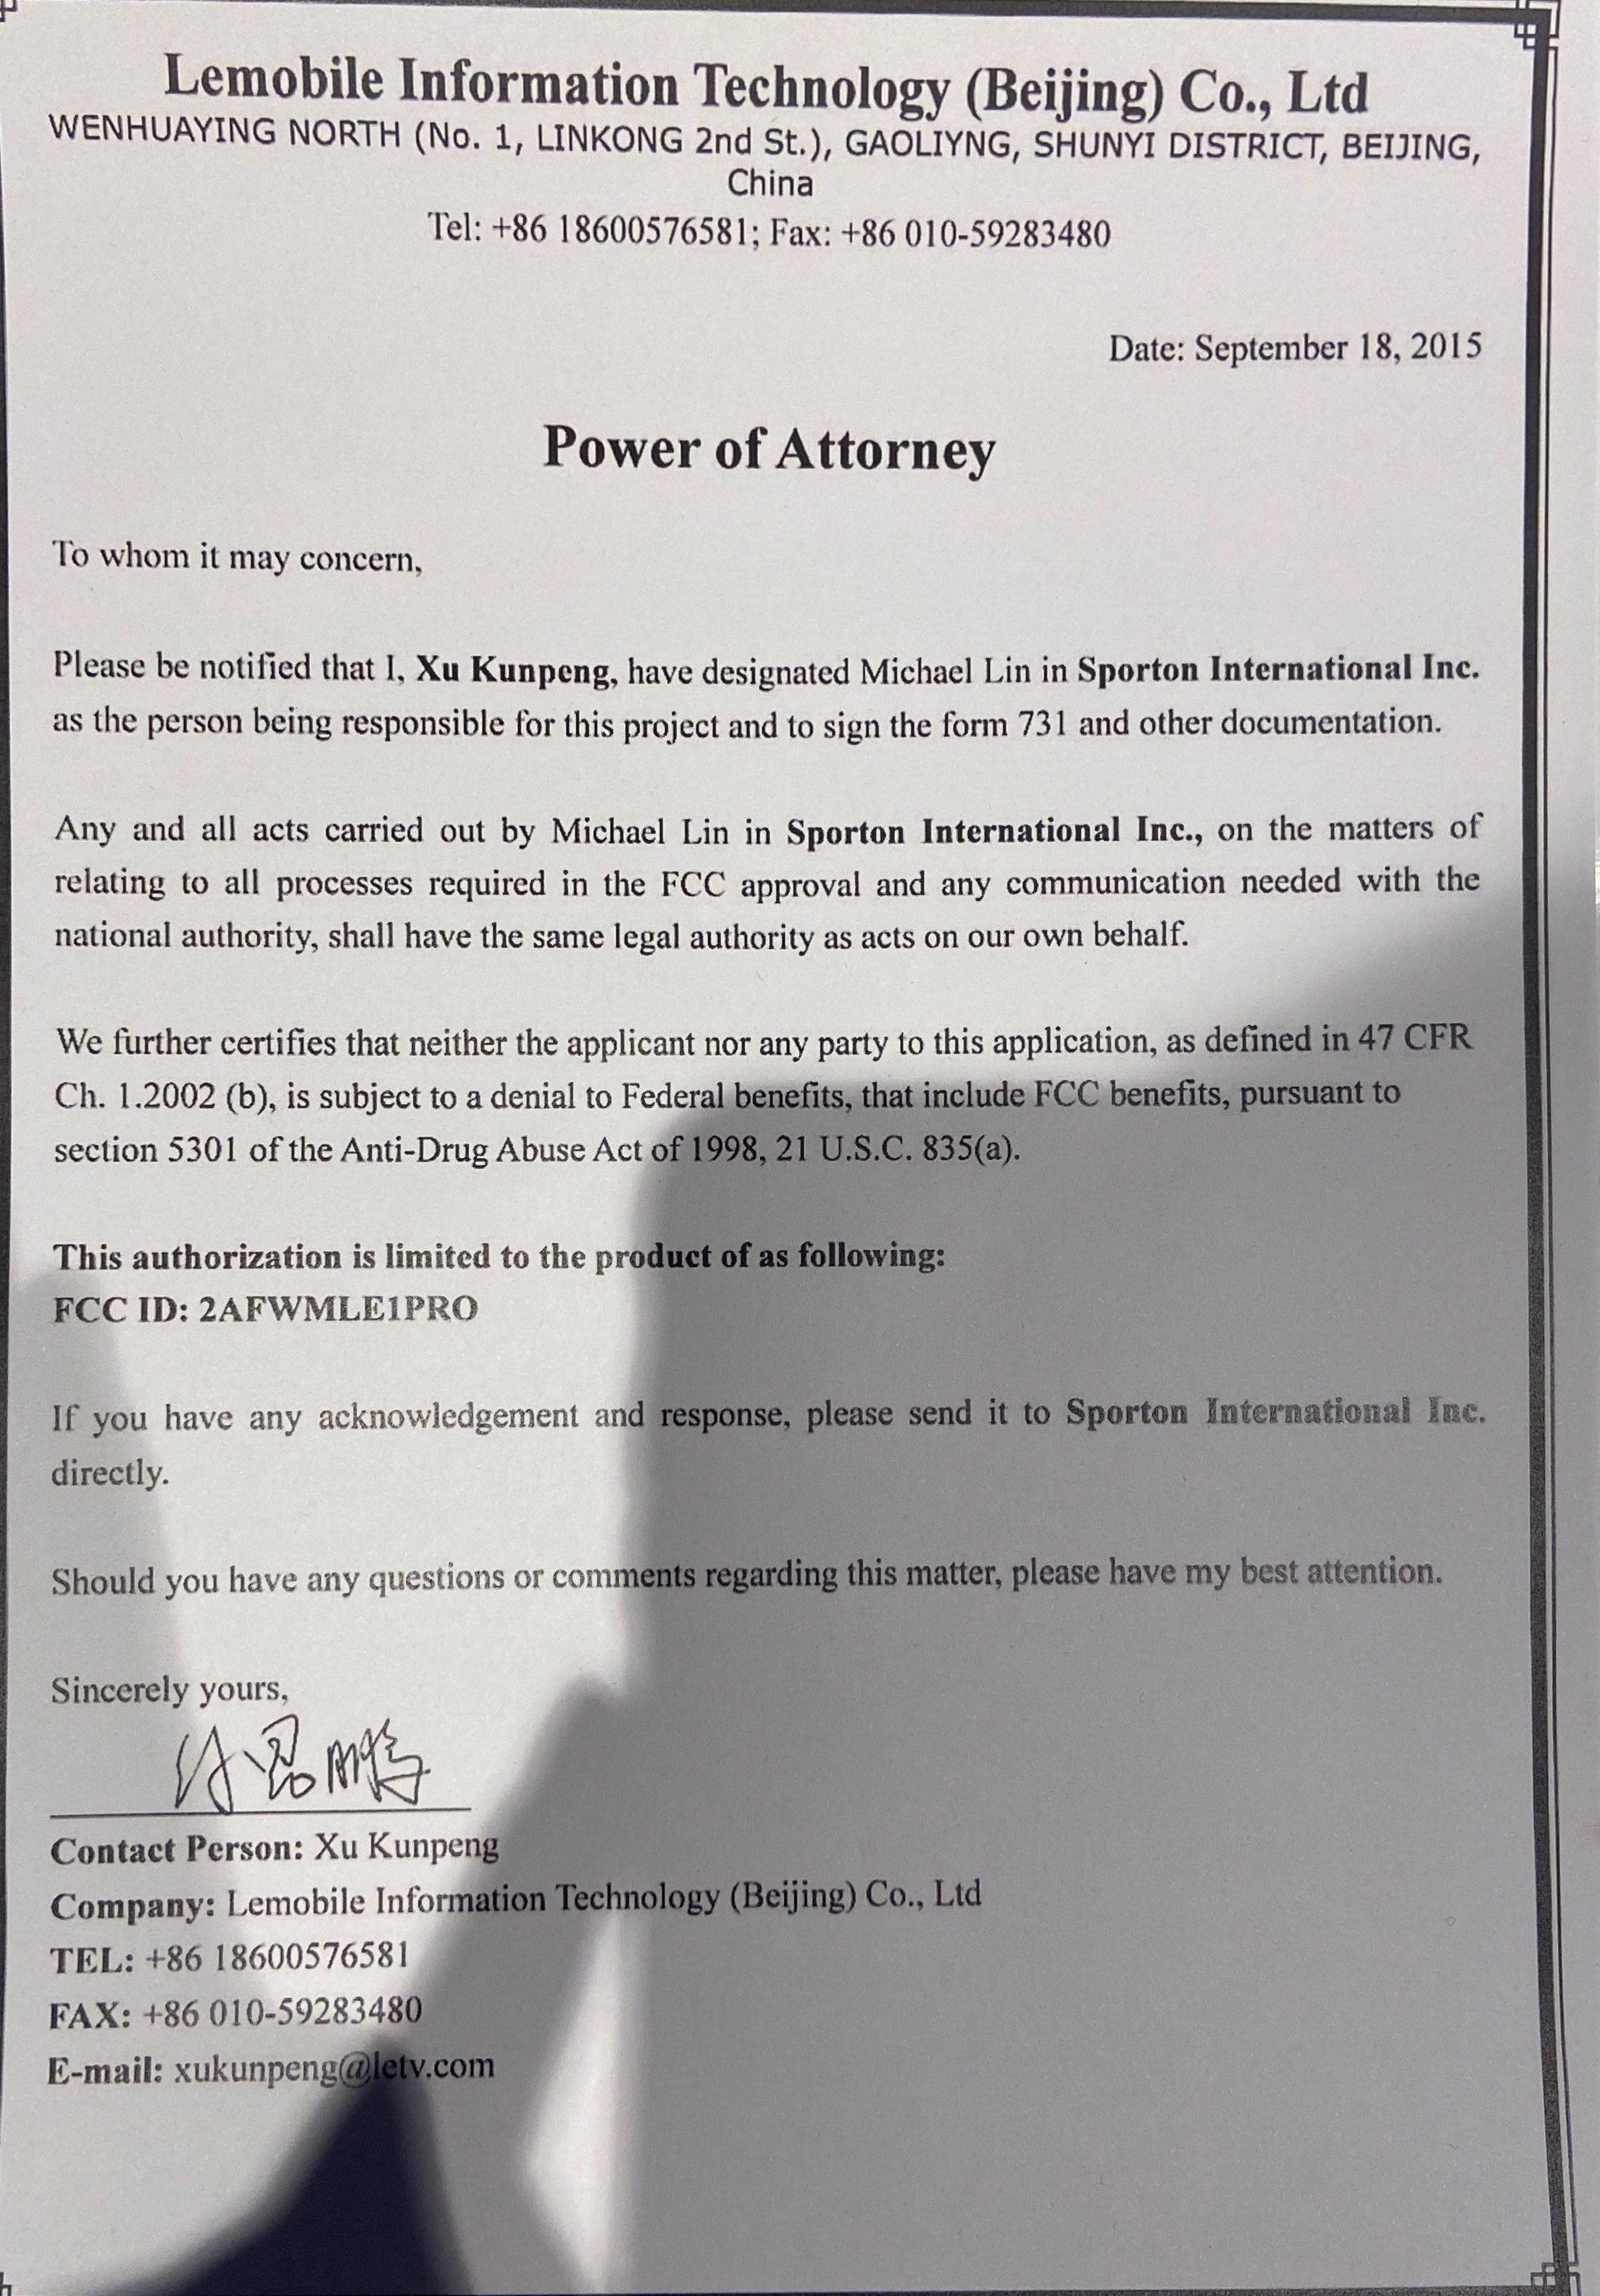 Lemobile Information Technology (Beijing) Co., Ltd
WENHUAYING NORTH (No. 1, LINKONG 2nd St.), GAOLIYNG, SHUNYI DISTRICT, BEIJING,
China
Tel: +86 18600576581; Fax: +86 010-59283480
Date: September 18, 2015
Power of Attorney
To whom it may concern,
Please be notified that I, Xu Kunpeng, have designated Michael Lin in Sporton International Inc.
as the person being responsible for this project and to sign the form 731 and other documentation.
Any and all acts carried out by Michael Lin in Sporton International Inc., on the matters of
relating to all processes required in the FCC approval and any communication needed with the
national authority, shall have the same legal authority as acts on our own behalf.
We further certifies that neither the applicant nor any party to this application, as defined in 47 CFR
Ch. 1.2002 (b), is subject to a denial to Federal benefits, that include FCC benefits, pursuant to
section 5301 of the Anti-Drug Abuse Act of 1998, 21 U.S.C. 835(a).
This authorization is limited to the product of as following:
FCC ID: 2AFWMLE1PRO
If you have any acknowledgement and response, please send it to Sporton International Inc.
directly.
Should you have any questions or comments regarding this matter, please have my best attention.
Sincerely yours,
Contact Person: Xu Kunpeng
Company: Lemobile Information Technology (Beijing) Co., Ltd
TEL: +86 18600576581
FAX: +86 010-59283480
E-mail: xukunpeng@letv.com